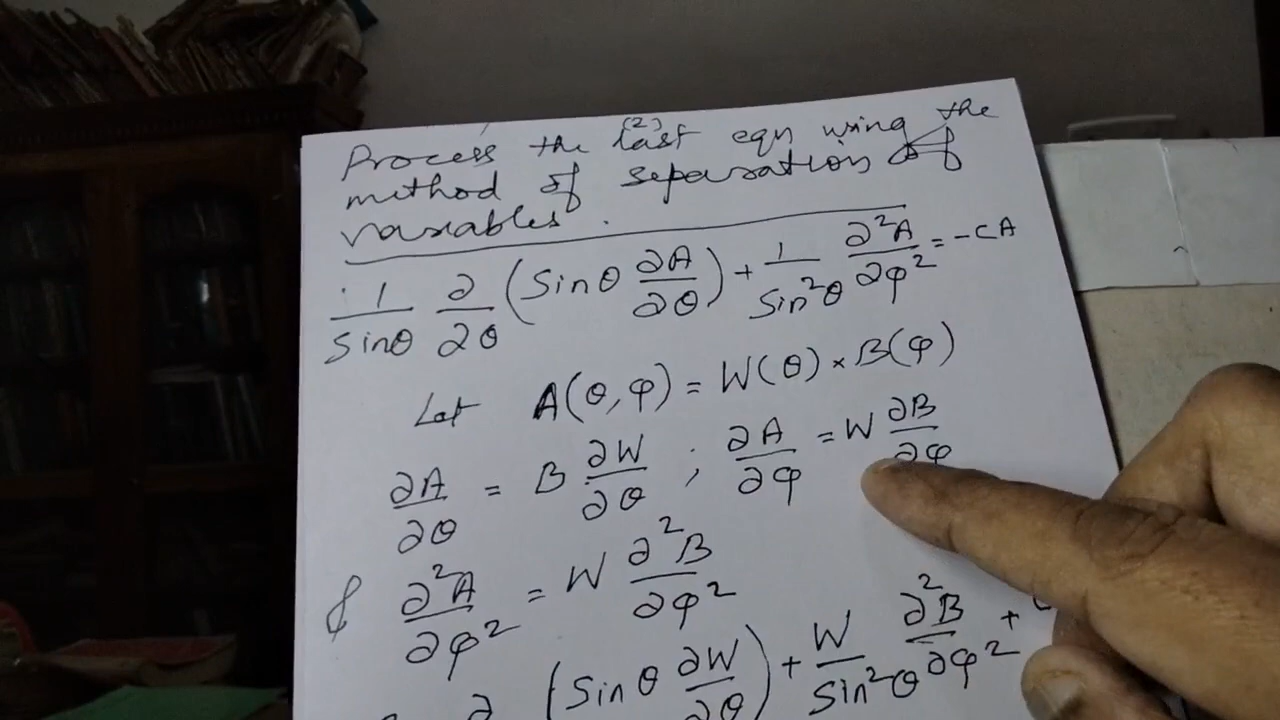 Process the last (2) eqn using the
method of separation of
variables.
1/sinθ ∂/∂θ (Sinθ ∂A/∂θ) + 1/Sin²θ ∂²A/∂φ² = -CA
Let A(θ,φ) = W(θ) × B(φ)
∂A/∂θ = B ∂W/∂θ ; ∂A/∂φ = W ∂B/∂φ
& ∂²A/∂φ² = W ∂²B/∂φ²
∂ (Sinθ ∂W/∂θ) + W/Sin²θ ∂²B/∂φ² +